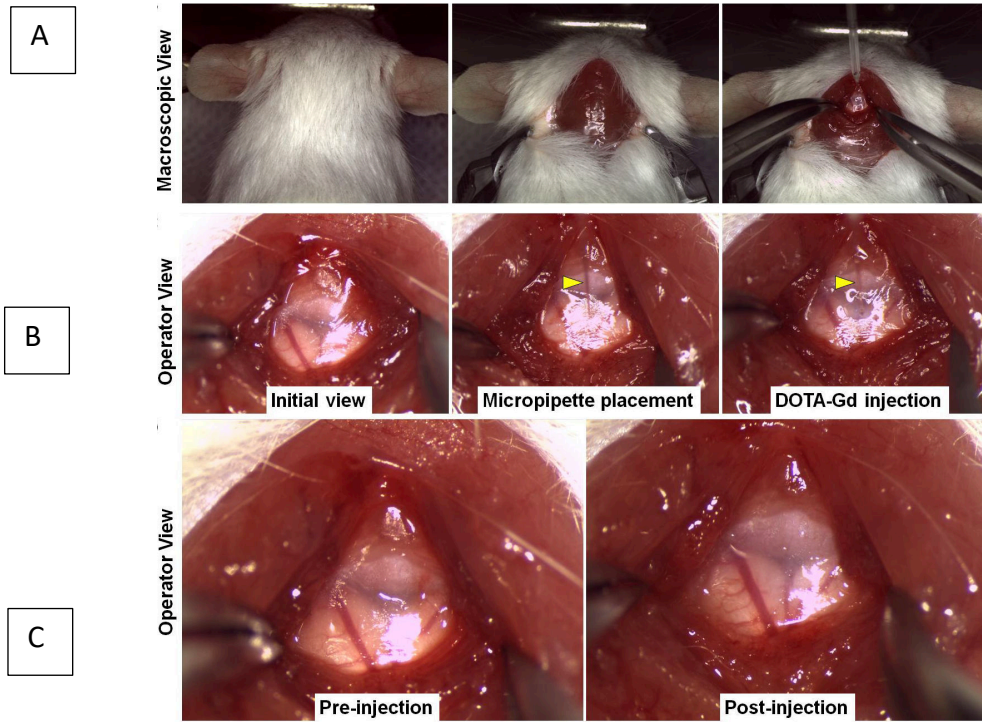 A
Macroscopic View
B
Operator View
Initial view
Micropipette placement
DOTA-Gd injection
C
Operator View
Pre-injection
Post-injection